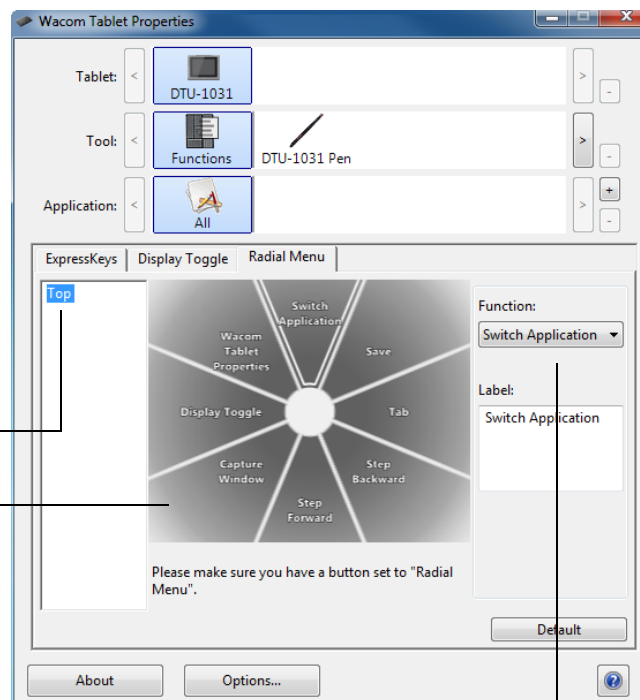 Wacom Tablet Properties
Tablet:
<
DTU-1031
>
-
Tool:
<
Functions
DTU-1031 Pen
>
-
Application:
<
All
>
+
-
ExpressKeys
Display Toggle
Radial Menu
Top
Switch
Application
Save
Tab
Step
Backward
Step
Forward
Capture
Window
Display Toggle
Wacom
Tablet
Properties
Function:
Switch Application
Label:
Switch Application
Please make sure you have a button set to "Radial
Menu".
Default
About
Options...
?